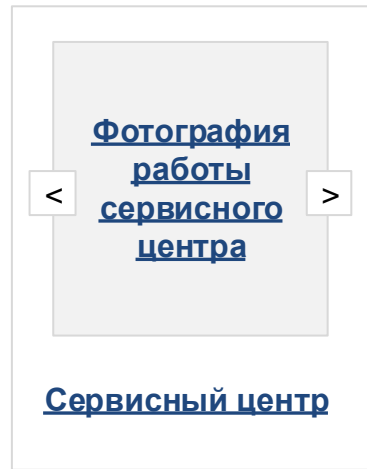 Фотография
работы
< сервисного >
центра
Сервисный центр